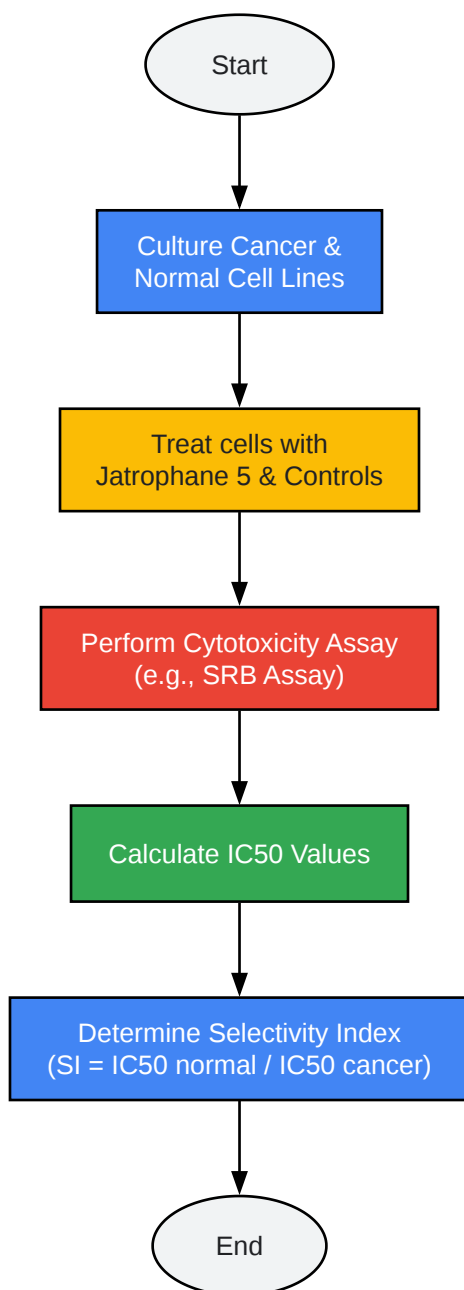 Start
Culture Cancer &
Normal Cell Lines
Treat cells with
Jatrophane 5 & Controls
Perform Cytotoxicity Assay
(e.g., SRB Assay)
Calculate IC50 Values
Determine Selectivity Index
(SI = IC50 normal / IC50 cancer)
End